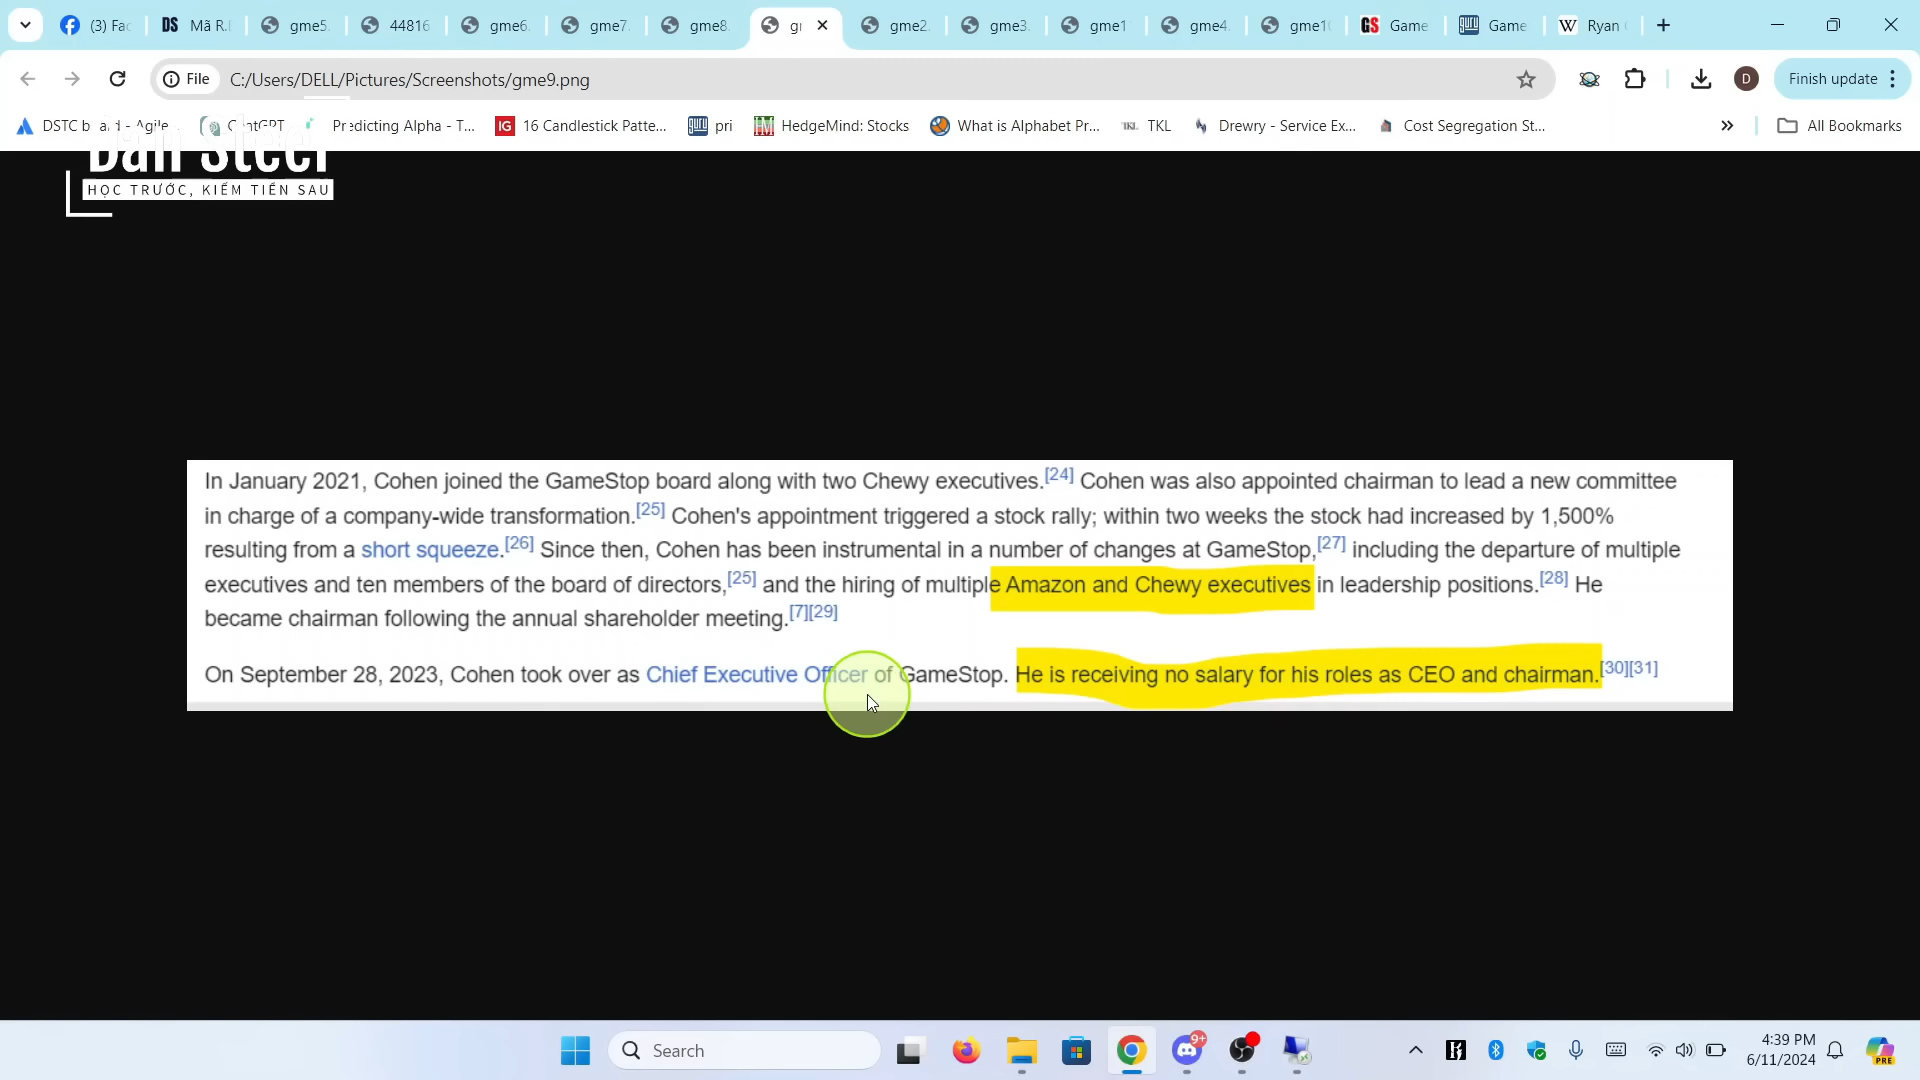 (3) Fac
Mã R.
gme5.
44816
gme6.
gme7.
gme8.
gme2.
gme3.
gme1
gme4.
gme1
Game
Game
Ryan
File
C:/Users/DELL/Pictures/Screenshots/gme9.png
D
Finish update
DSTC b
Agile
Predicting Alpha - T...
16 Candlestick Patte...
pri
HedgeMind: Stocks
What is Alphabet Pr...
TKL
Drewry - Service Ex...
Cost Segregation St...
All Bookmarks
Dan Steel
HỌC TRƯỚC, KIẾM TIỀN SAU
In January 2021, Cohen joined the GameStop board along with two Chewy executives.[24] Cohen was also appointed chairman to lead a new committee
in charge of a company-wide transformation.[25] Cohen's appointment triggered a stock rally; within two weeks the stock had increased by 1,500%
resulting from a short squeeze.[26] Since then, Cohen has been instrumental in a number of changes at GameStop,[27] including the departure of multiple
executives and ten members of the board of directors,[25] and the hiring of multiple Amazon and Chewy executives in leadership positions.[28] He
became chairman following the annual shareholder meeting.[7][29]
On September 28, 2023, Cohen took over as Chief Executive Officer of GameStop. He is receiving no salary for his roles as CEO and chairman.[30][31]
Search
9+
4:39 PM
6/11/2024
PRE